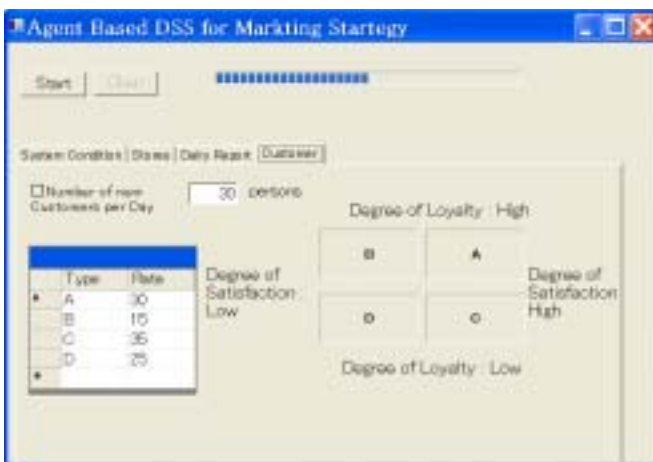 Agent Based DSS for Markting Startegy
Start Clear
System Condition Stores Dairy Report Customer
Number of new 30 persons
Customers per Day
Degree of Loyalty : High
Type Rate
A 30
B 15
C 35
D 25
Degree of
Satisfaction :
Low
B A
D C
Degree of
Satisfaction
High
Degree of Loyalty : Low